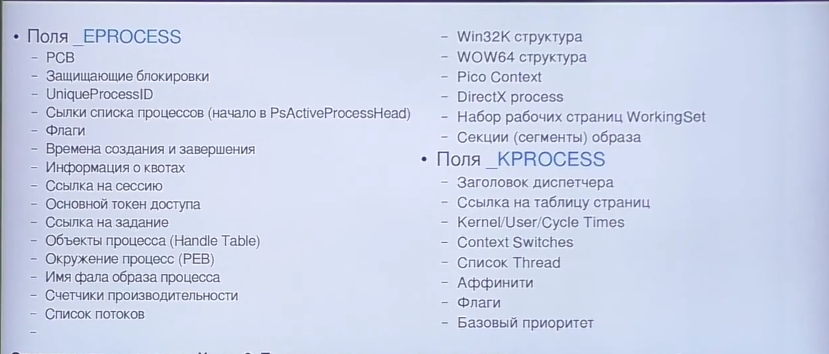 • Поля _EPROCESS
– PCB
– Защищающие блокировки
– UniqueProcessID
– Сылки списка процессов (начало в PsActiveProcessHead)
– Флаги
– Времена создания и завершения
– Информация о квотах
– Ссылка на сессию
– Основной токен доступа
– Ссылка на задание
– Объекты процесса (Handle Table)
– Окружение процесс (PEB)
– Имя фала образа процесса
– Счетчики производительности
– Список потоков
–
– Win32K структура
– WOW64 структура
– Pico Context
– DirectX process
– Набор рабочих страниц WorkingSet
– Секции (сегменты) образа
• Поля _KPROCESS
– Заголовок диспетчера
– Ссылка на таблицу страниц
– Kernel/User/Cycle Times
– Context Switches
– Список Thread
– Аффинити
– Флаги
– Базовый приоритет